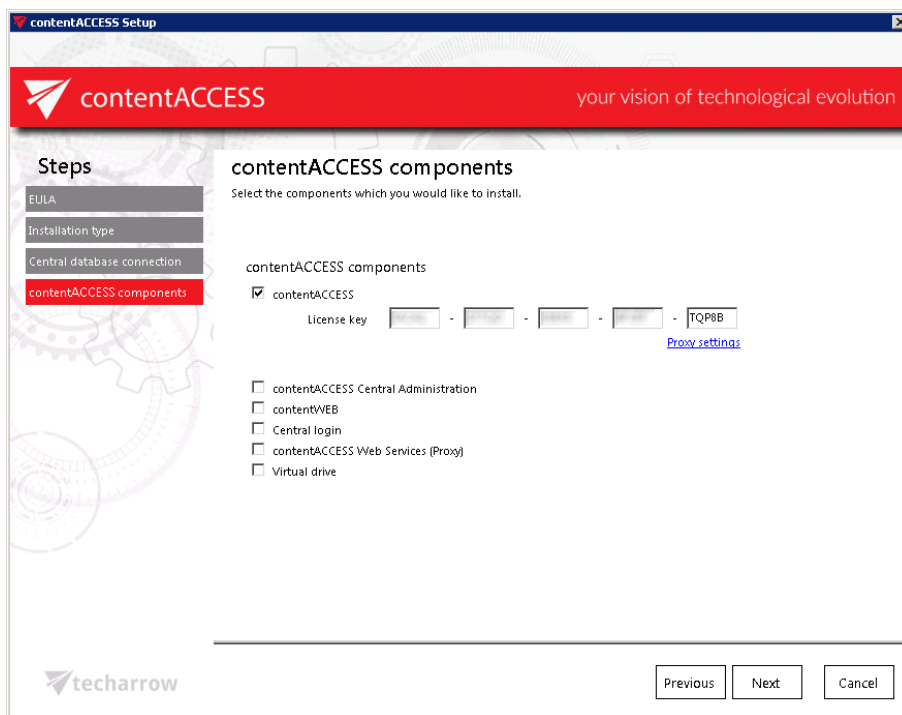 contentACCESS Setup
contentACCESS
your vision of technological evolution
Steps
EULA
Installation type
Central database connection
contentACCESS components
contentACCESS components
Select the components which you would like to install.
contentACCESS components
contentACCESS
License key - - - - TQP8B
Proxy settings
contentACCESS Central Administration
contentWEB
Central login
contentACCESS Web Services (Proxy)
Virtual drive
techarrow
Previous Next Cancel